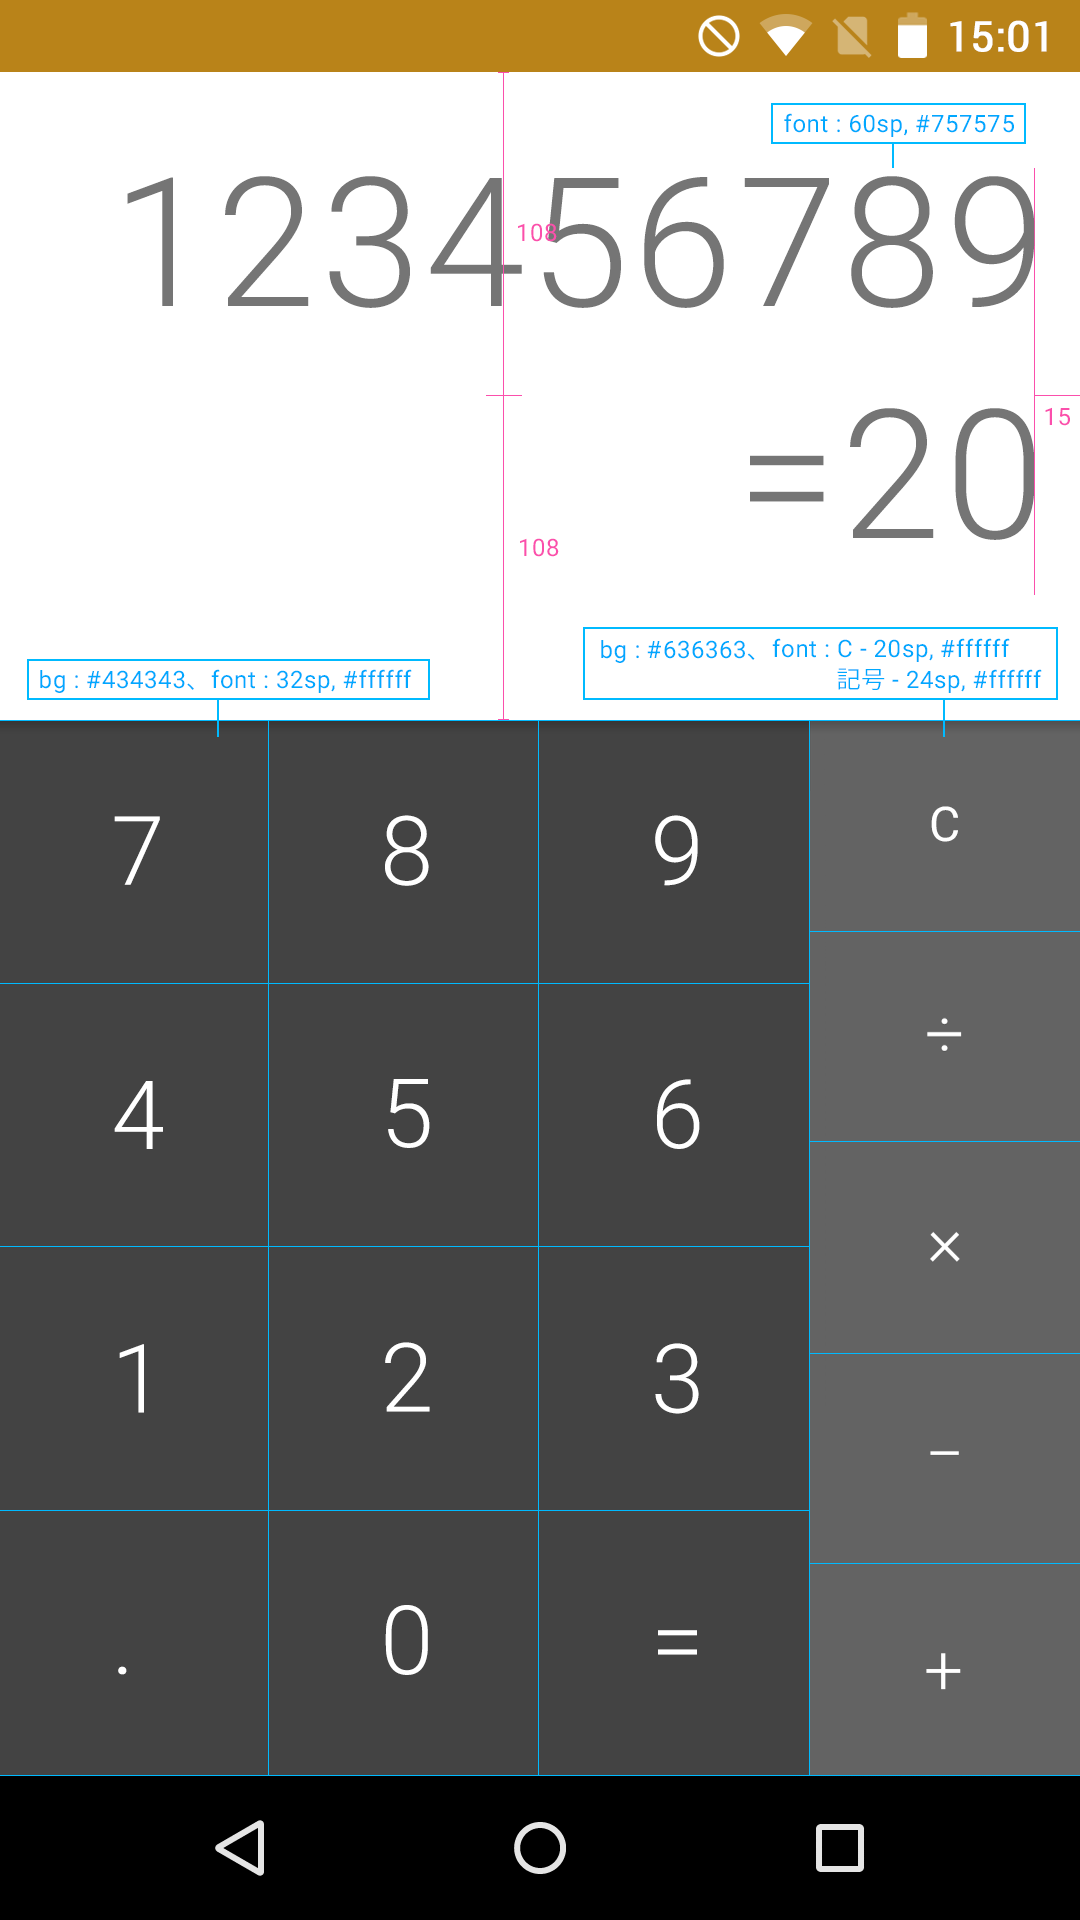 15:01
font : 60sp, #757575
123456789
108
=20
15
108
bg : #434343、font : 32sp, #ffffff
bg : #636363、font : C - 20sp, #ffffff
記号 - 24sp, #ffffff
7 8 9 C
÷
4 5 6
×
1 2 3
−
. 0 =
+